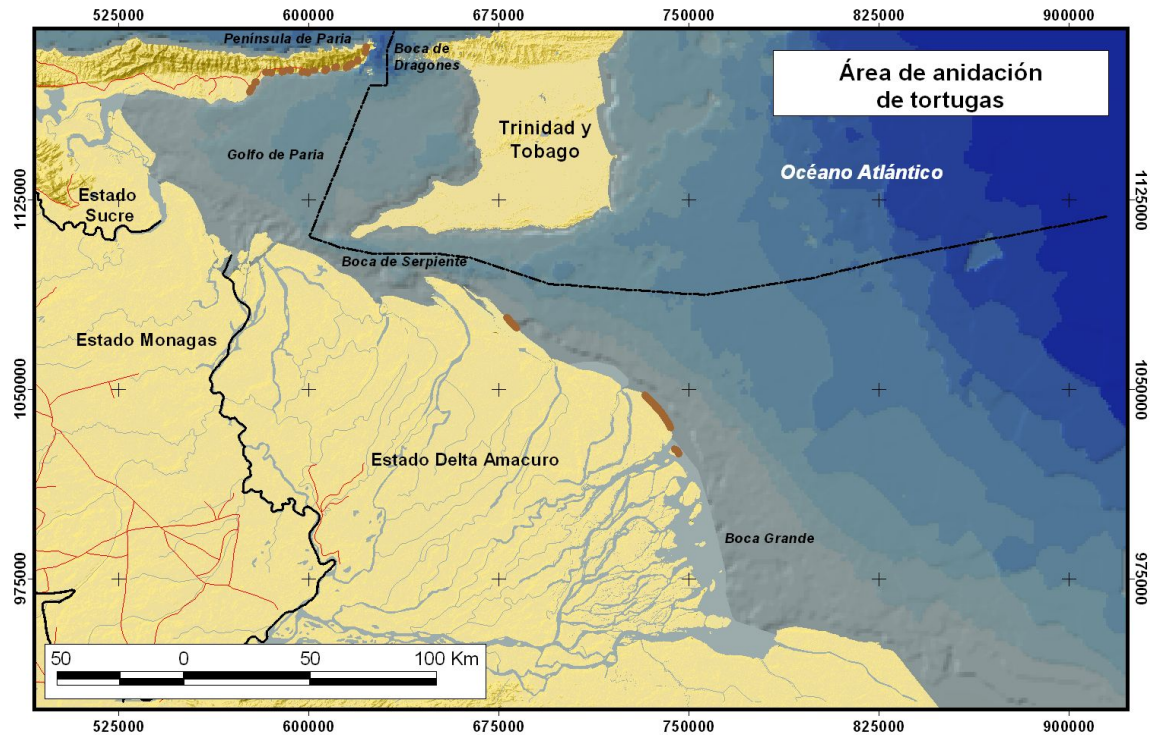 525000 600000 675000 750000 825000 900000
Península de Paria
Boca de
Dragones
Área de anidación
de tortugas
Trinidad y
Tobago
Golfo de Paria
Océano Atlántico
Estado
Sucre
1125000
1125000
Boca de Serpiente
Estado Monagas
1050000
1050000
Estado Delta Amacuro
Boca Grande
975000
975000
50 0 50 100 Km
525000 600000 675000 750000 825000 900000